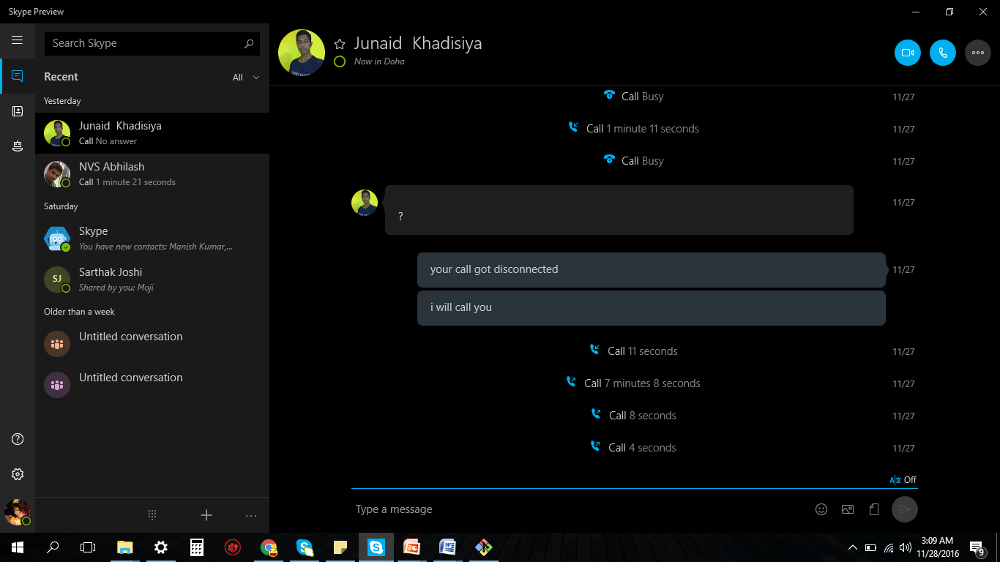 Skype Preview
Search Skype
Recent
All
Yesterday
Junaid Khadisiya
Call No answer
NVS Abhilash
Call 1 minute 21 seconds
Saturday
Skype
You have new contacts: Manish Kumar,...
SJ
Sarthak Joshi
Shared by you: Moji
Older than a week
Untitled conversation
Untitled conversation
Junaid Khadisiya
Now in Doha
Call Busy 11/27
Call 1 minute 11 seconds 11/27
Call Busy 11/27
? 11/27
your call got disconnected 11/27
i will call you
Call 11 seconds 11/27
Call 7 minutes 8 seconds 11/27
Call 8 seconds 11/27
Call 4 seconds 11/27
Off
Type a message
3:09 AM
11/28/2016
9